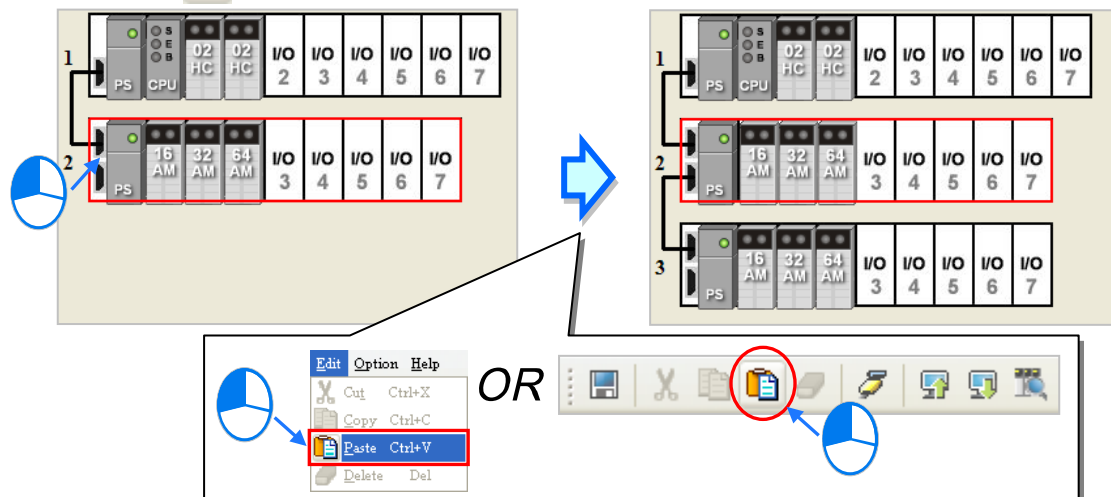 1
PS
S
E
B
CPU
02
HC
02
HC
I/O
2
I/O
3
I/O
4
I/O
5
I/O
6
I/O
7
2
PS
16
AM
32
AM
64
AM
I/O
3
I/O
4
I/O
5
I/O
6
I/O
7
1
PS
S
E
B
CPU
02
HC
02
HC
I/O
2
I/O
3
I/O
4
I/O
5
I/O
6
I/O
7
2
PS
16
AM
32
AM
64
AM
I/O
3
I/O
4
I/O
5
I/O
6
I/O
7
3
PS
16
AM
32
AM
64
AM
I/O
3
I/O
4
I/O
5
I/O
6
I/O
7
Edit Option Help
Cut Ctrl+X
Copy Ctrl+C
Paste Ctrl+V
Delete Del
OR